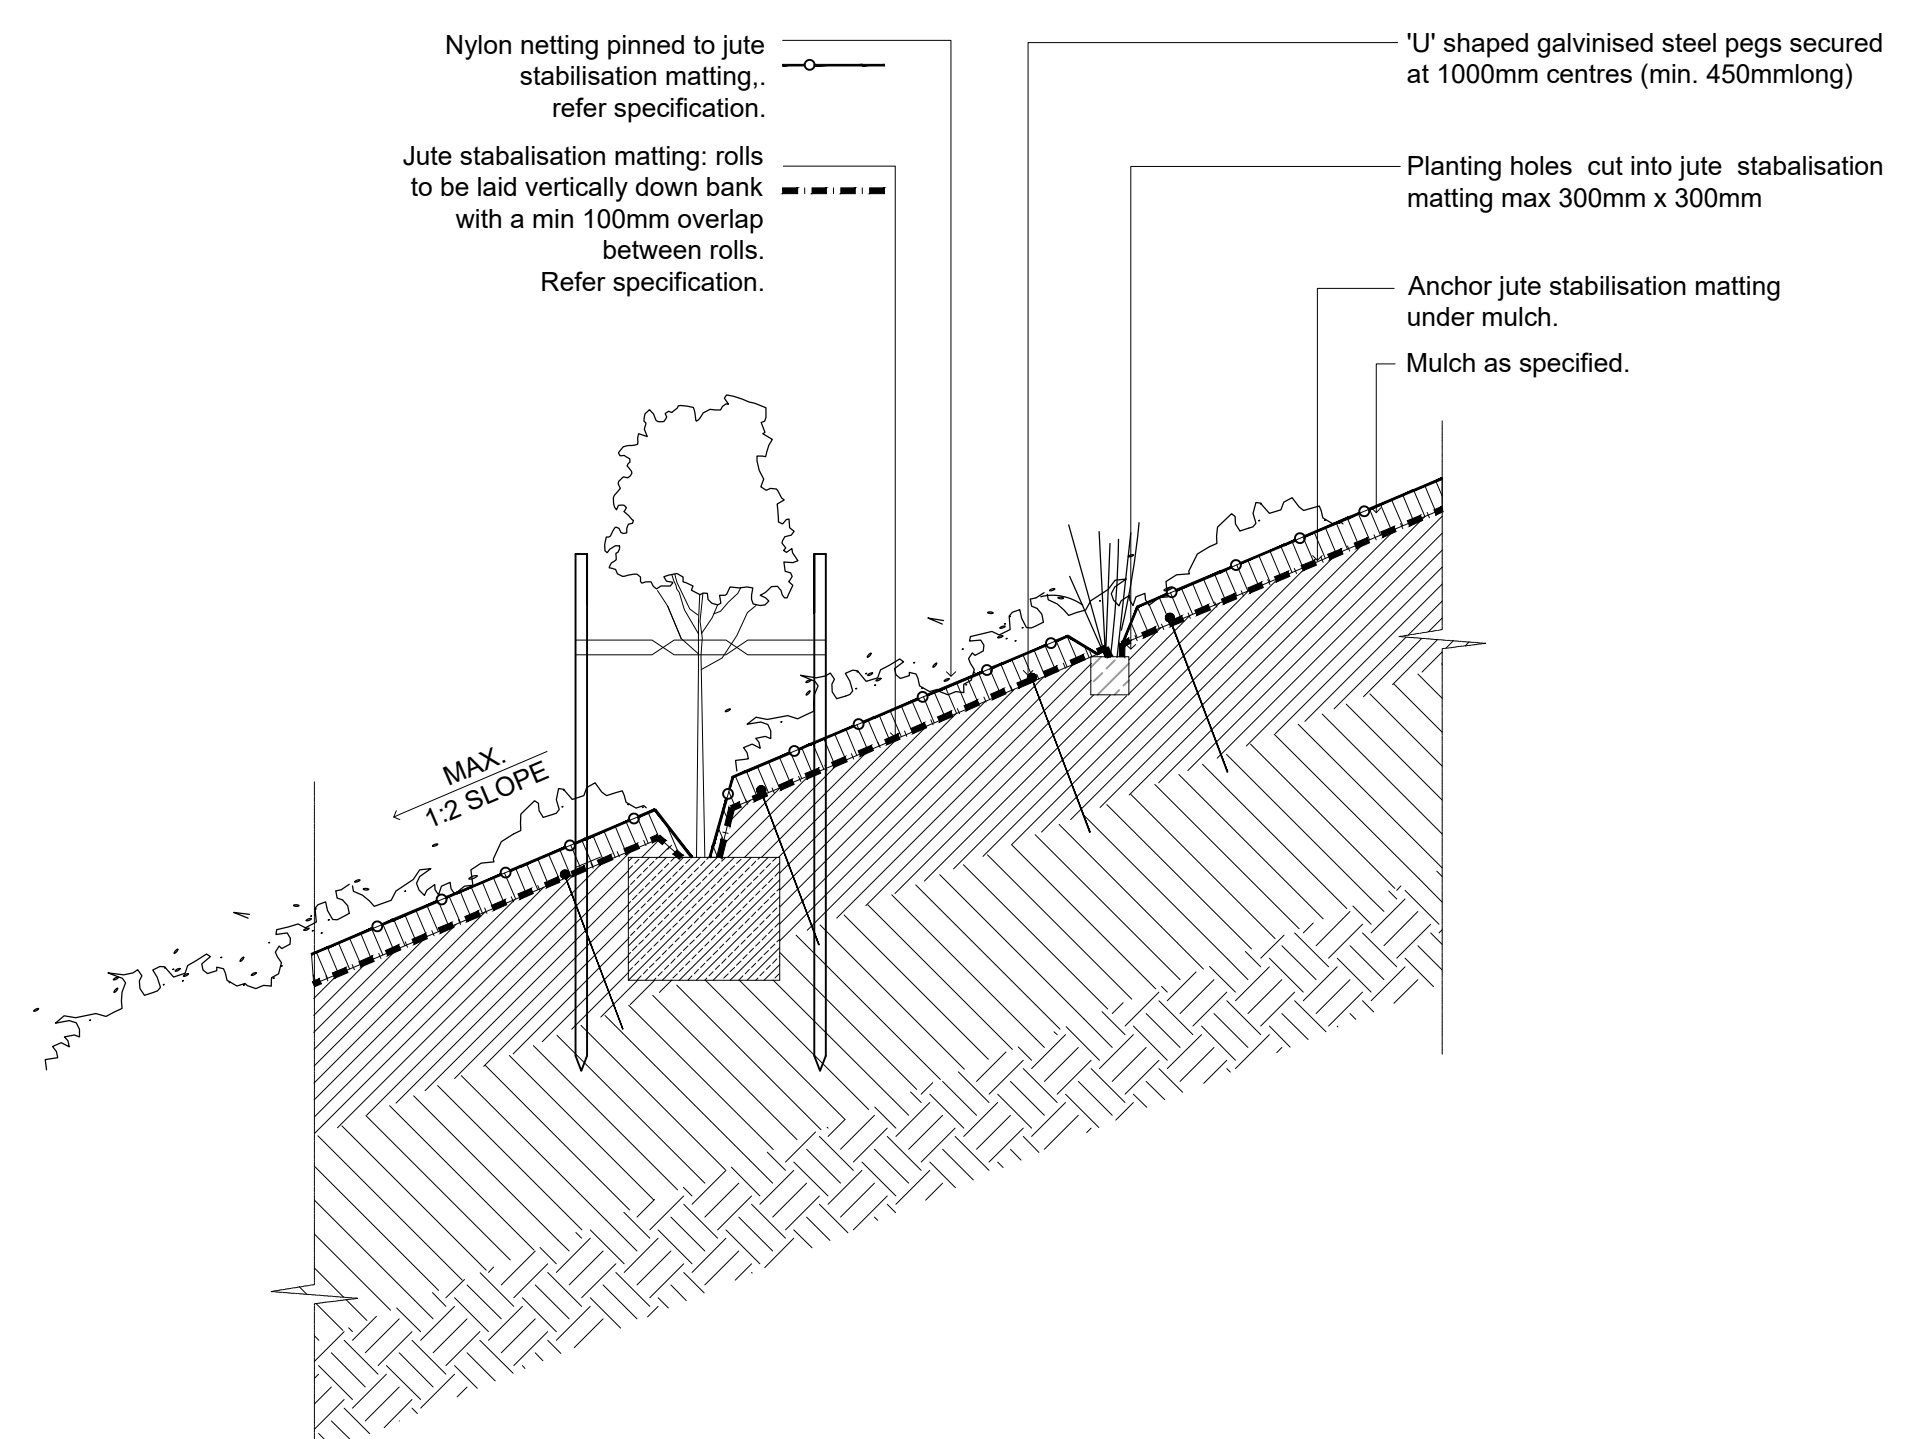 Nylon netting pinned to jute
stabilisation matting,.
refer specification.
Jute stabalisation matting: rolls
to be laid vertically down bank
with a min 100mm overlap
between rolls.
Refer specification.
'U' shaped galvinised steel pegs secured
at 1000mm centres (min. 450mmlong)
Planting holes cut into jute stabalisation
matting max 300mm x 300mm
Anchor jute stabilisation matting
under mulch.
Mulch as specified.
MAX.
1:2 SLOPE